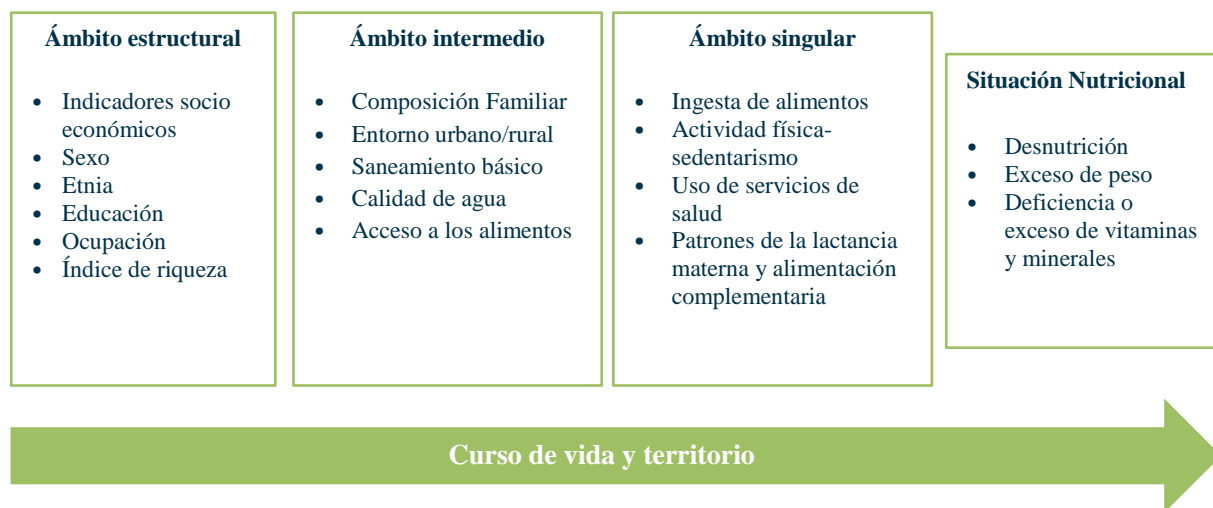 Ámbito estructural
• Indicadores socio
económicos
• Sexo
• Etnia
• Educación
• Ocupación
• Índice de riqueza
Ámbito intermedio
• Composición Familiar
• Entorno urbano/rural
• Saneamiento básico
• Calidad de agua
• Acceso a los alimentos
Ámbito singular
• Ingesta de alimentos
• Actividad física-
sedentarismo
• Uso de servicios de
salud
• Patrones de la lactancia
materna y alimentación
complementaria
Situación Nutricional
• Desnutrición
• Exceso de peso
• Deficiencia o
exceso de vitaminas
y minerales
Curso de vida y territorio